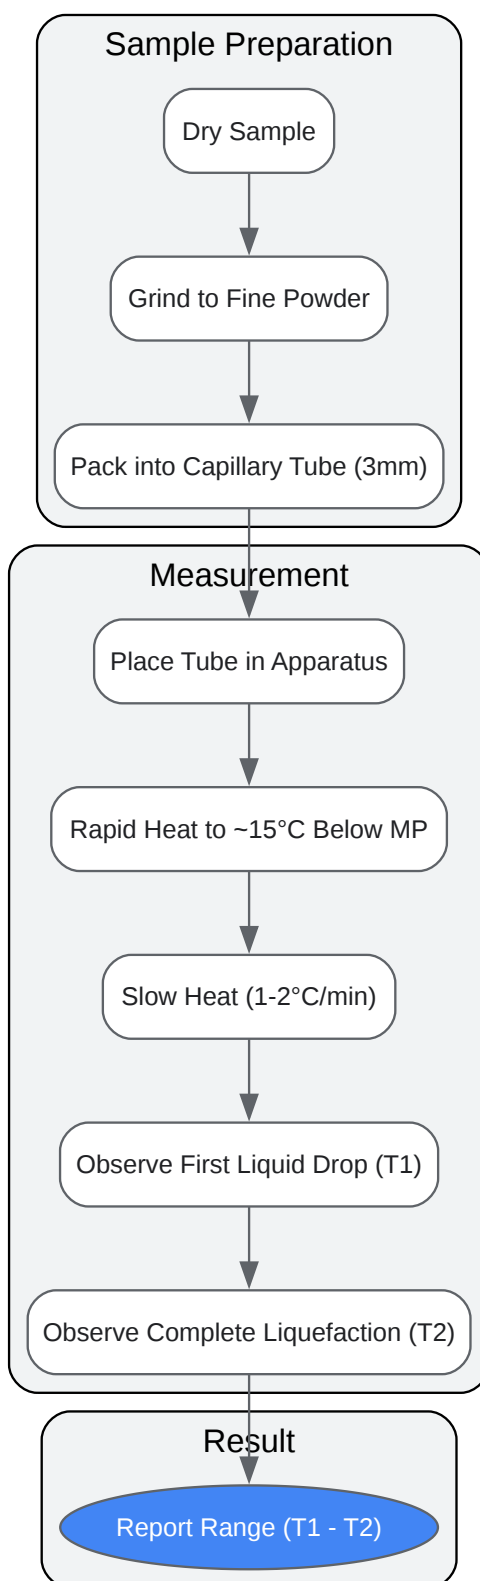 Sample Preparation
Dry Sample
Grind to Fine Powder
Pack into Capillary Tube (3mm)
Measurement
Place Tube in Apparatus
Rapid Heat to ~15°C Below MP
Slow Heat (1-2°C/min)
Observe First Liquid Drop (T1)
Observe Complete Liquefaction (T2)
Result
Report Range (T1 - T2)